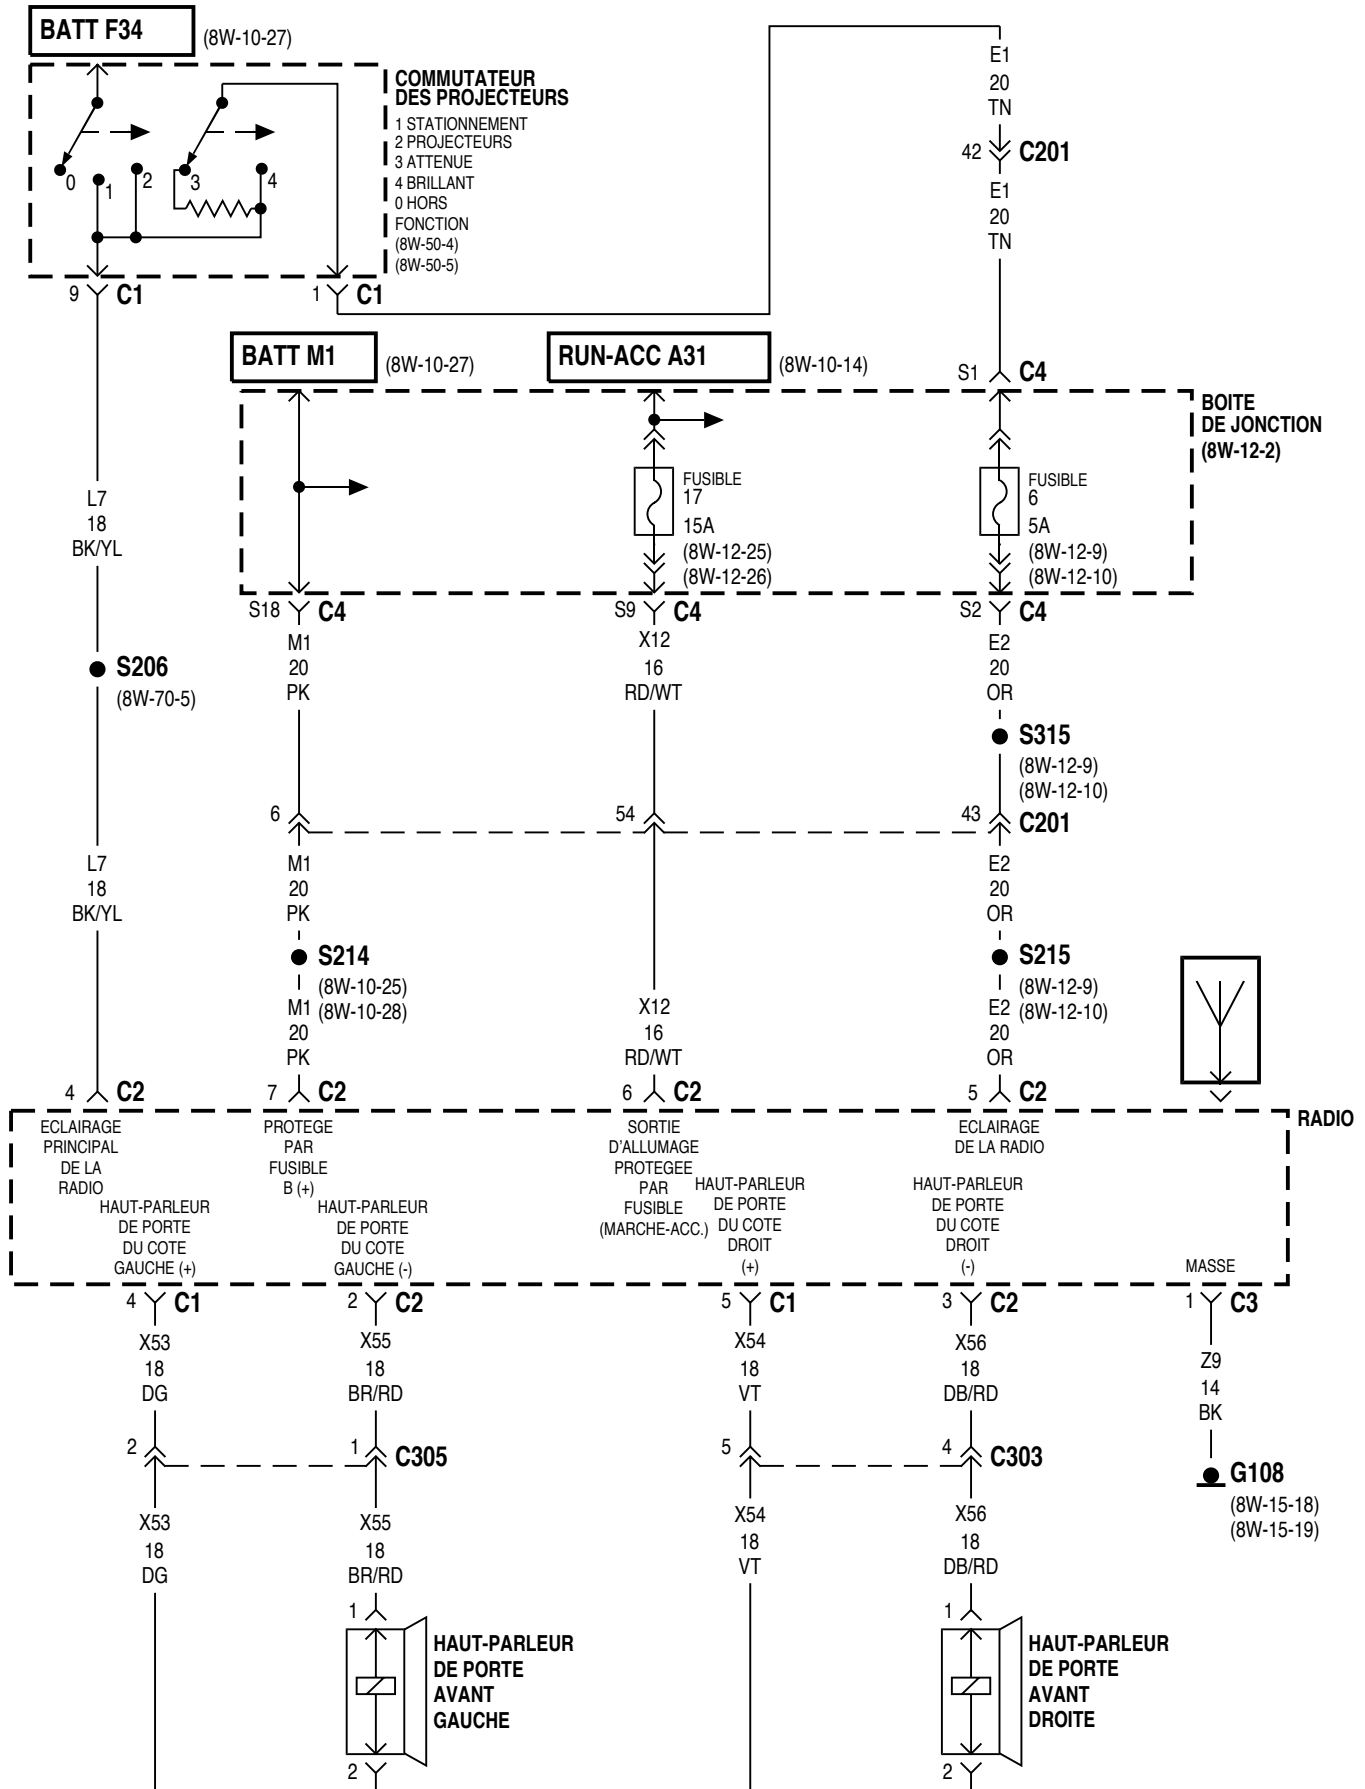 BATT F34
(8W-10-27)
COMMUTATEUR
DES PROJECTEURS
1 STATIONNEMENT
2 PROJECTEURS
3 ATTENUE
4 BRILLANT
0 HORS
FONCTION
(8W-50-4)
(8W-50-5)
0
1
2
3
4
9
C1
1
C1
E1
20
TN
42
C201
E1
20
TN
BATT M1
(8W-10-27)
RUN-ACC A31
(8W-10-14)
S1
C4
BOITE
DE JONCTION
(8W-12-2)
FUSIBLE
17
15A
(8W-12-25)
(8W-12-26)
FUSIBLE
6
5A
(8W-12-9)
(8W-12-10)
L7
18
BK/YL
S18
C4
S9
C4
S2
C4
M1
20
PK
X12
16
RD/WT
E2
20
OR
S206
(8W-70-5)
S315
(8W-12-9)
(8W-12-10)
6
54
43
C201
L7
18
BK/YL
M1
20
PK
E2
20
OR
S214
(8W-10-25)
(8W-10-28)
S215
(8W-12-9)
(8W-12-10)
M1
20
PK
X12
16
RD/WT
E2
20
OR
4
C2
7
C2
6
C2
5
C2
RADIO
ECLAIRAGE
PRINCIPAL
DE LA
RADIO
PROTEGE
PAR
FUSIBLE
B (+)
SORTIE
D'ALLUMAGE
PROTEGEE
PAR
FUSIBLE
(MARCHE-ACC.)
ECLAIRAGE
DE LA RADIO
HAUT-PARLEUR
DE PORTE
DU COTE
GAUCHE (+)
HAUT-PARLEUR
DE PORTE
DU COTE
GAUCHE (-)
HAUT-PARLEUR
DE PORTE
DU COTE
DROIT
(+)
HAUT-PARLEUR
DE PORTE
DU COTE
DROIT
(-)
MASSE
4
C1
2
C2
5
C1
3
C2
1
C3
X53
18
DG
X55
18
BR/RD
X54
18
VT
X56
18
DB/RD
Z9
14
BK
2
1
C305
5
4
C303
G108
(8W-15-18)
(8W-15-19)
X53
18
DG
X55
18
BR/RD
X54
18
VT
X56
18
DB/RD
1
HAUT-PARLEUR
DE PORTE
AVANT
GAUCHE
2
1
HAUT-PARLEUR
DE PORTE
AVANT
DROITE
2